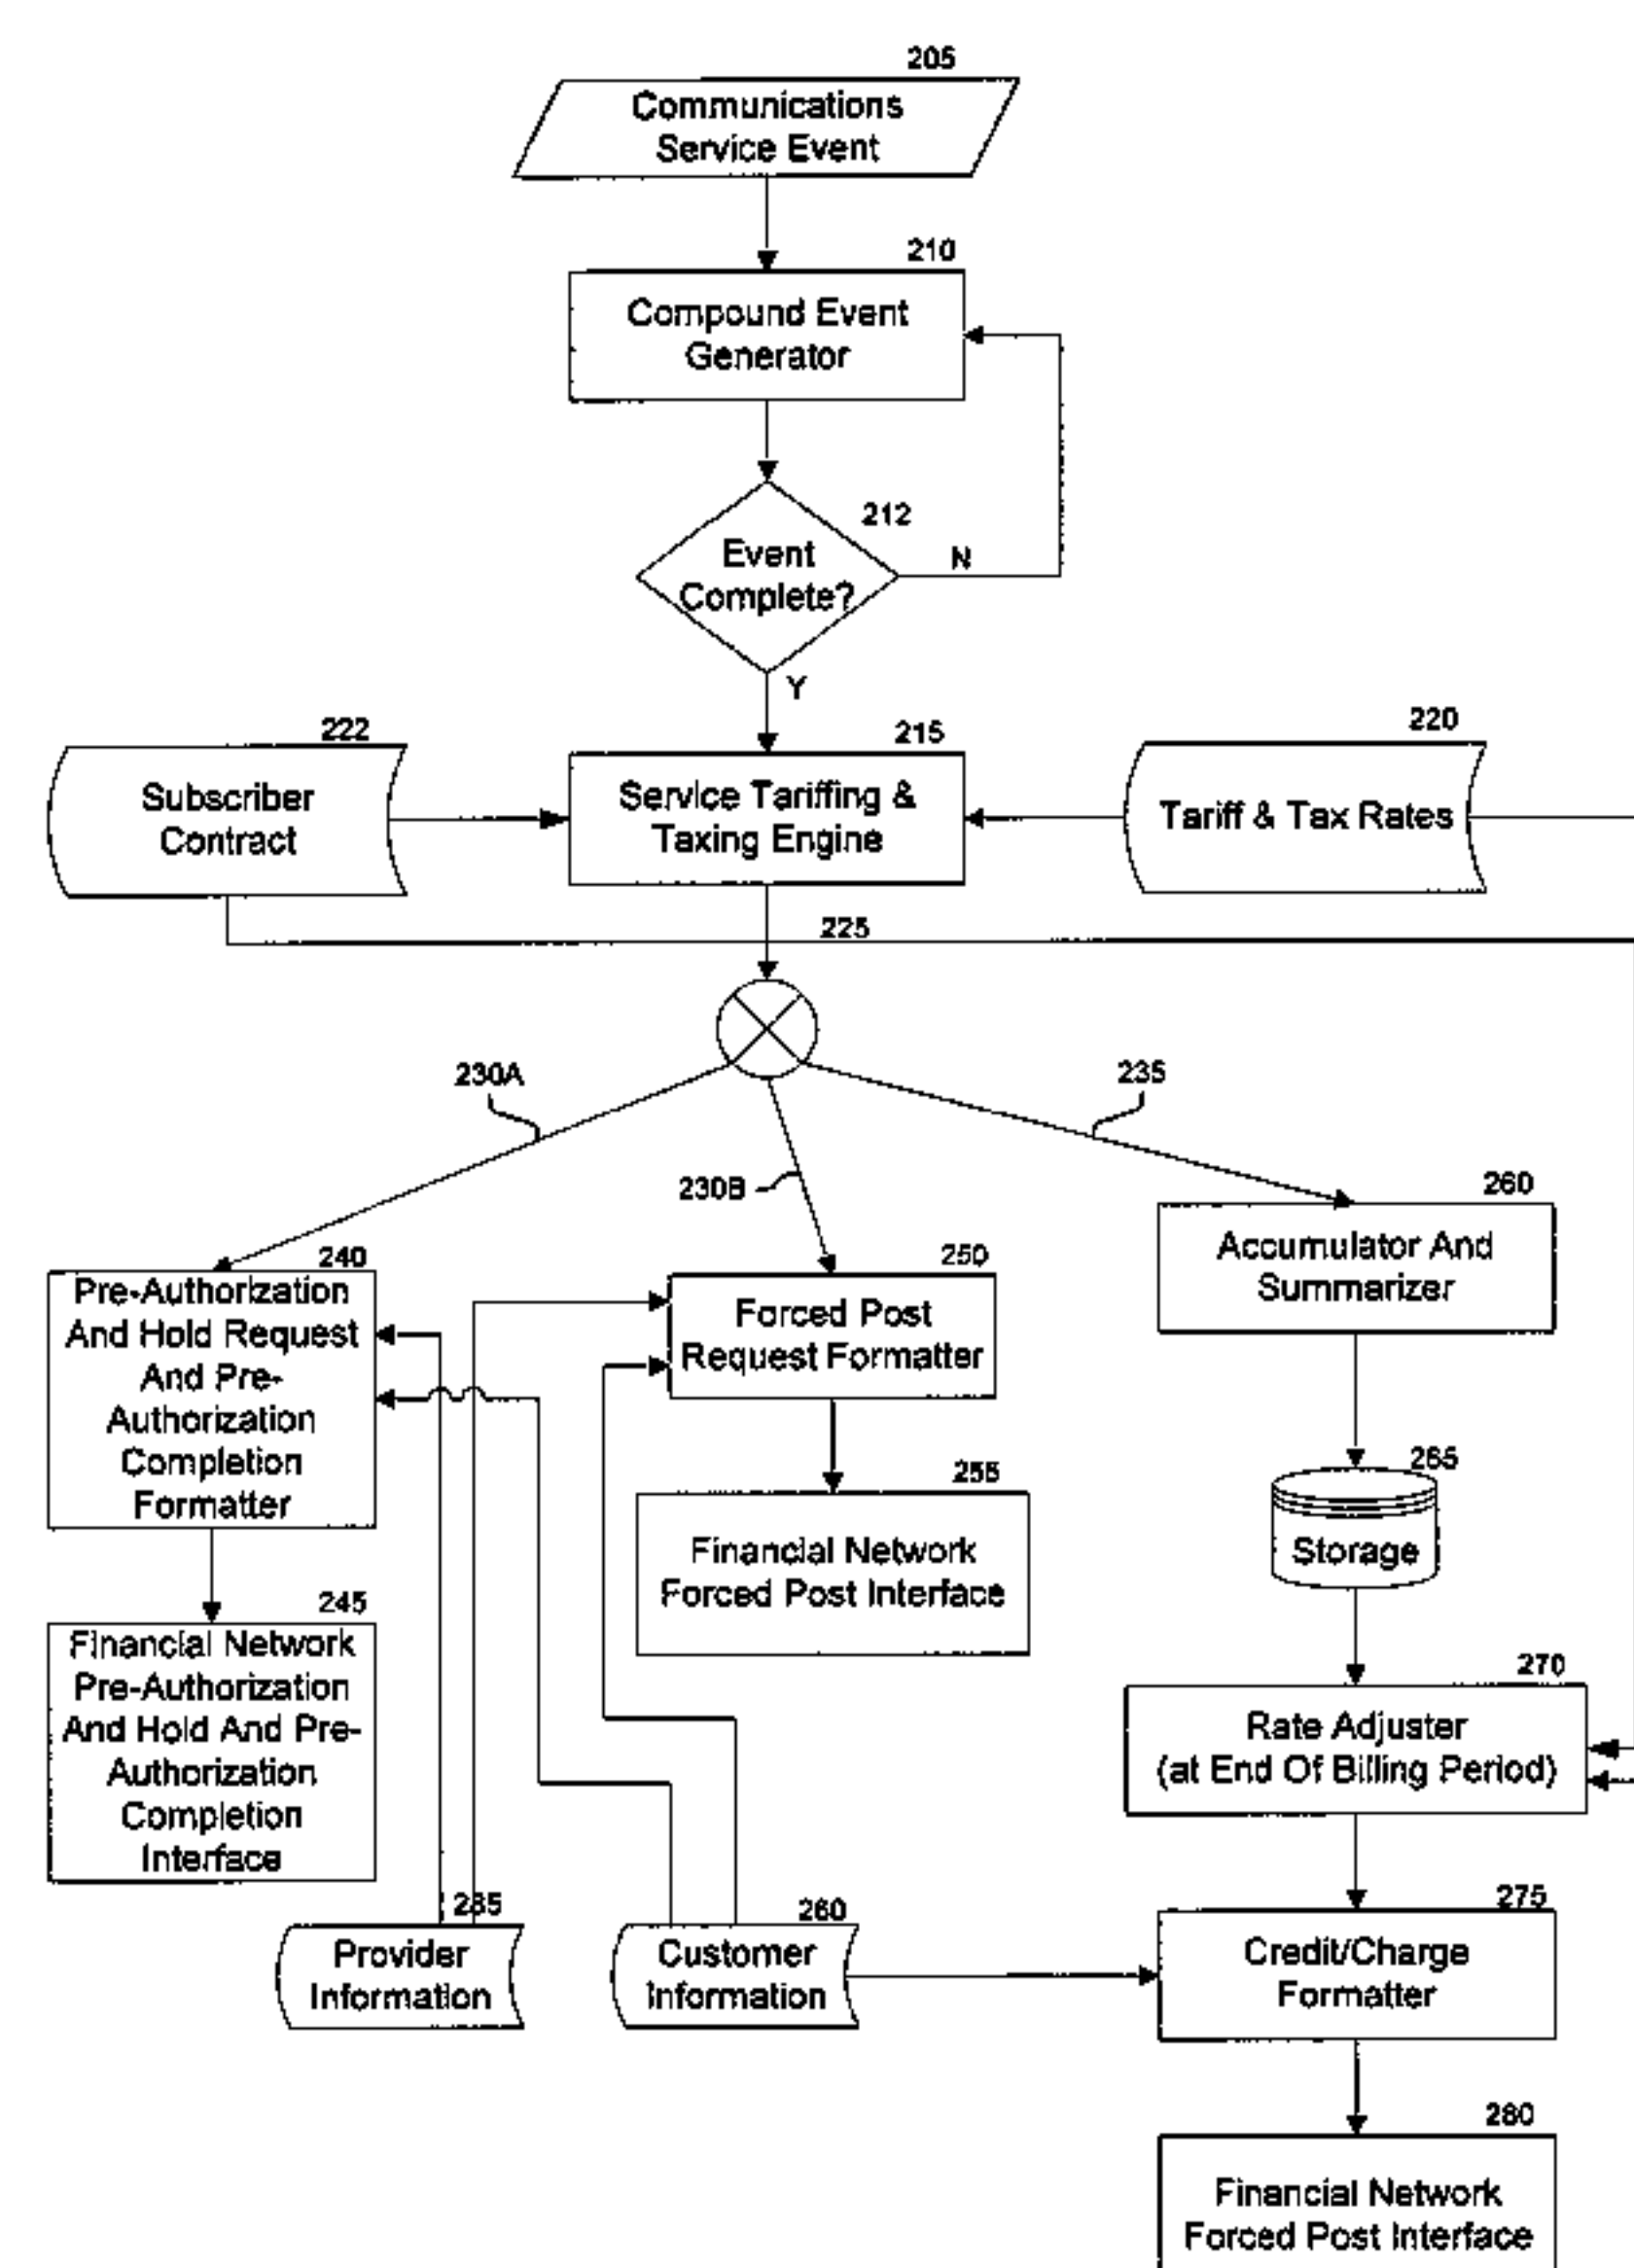 205
Communications
Service Event
210
Compound Event
Generator
212
Event
Complete?
N
Y
222
Subscriber
Contract
215
Service Tariffing &
Taxing Engine
220
Tariff & Tax Rates
225
230A
235
230B
260
Accumulator And
Summarizer
240
Pre-Authorization
And Hold Request
And Pre-
Authorization
Completion
Formatter
250
Forced Post
Request Formatter
255
Financial Network
Forced Post Interface
265
Storage
245
Financial Network
Pre-Authorization
And Hold And Pre-
Authorization
Completion
Interface
270
Rate Adjuster
(at End Of Billing Period)
285
Provider
Information
260
Customer
Information
275
Credit/Charge
Formatter
280
Financial Network
Forced Post Interface